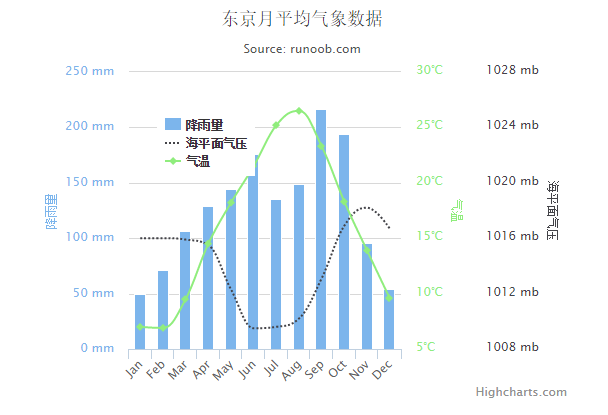 东京月平均气象数据
Source: runoob.com
250 mm
200 mm
150 mm
100 mm
50 mm
0 mm
降雨量
30°C
25°C
20°C
15°C
10°C
5°C
气温
1028 mb
1024 mb
1020 mb
1016 mb
1012 mb
1008 mb
海平面气压
降雨量
海平面气压
气温
Jan
Feb
Mar
Apr
May
Jun
Jul
Aug
Sep
Oct
Nov
Dec
Highcharts.com